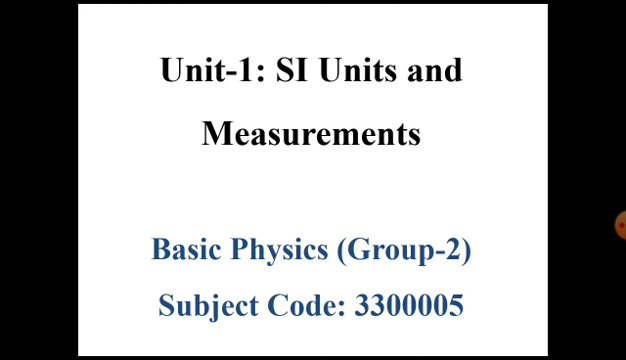 Unit-1: SI Units and
Measurements
Basic Physics (Group-2)
Subject Code: 3300005